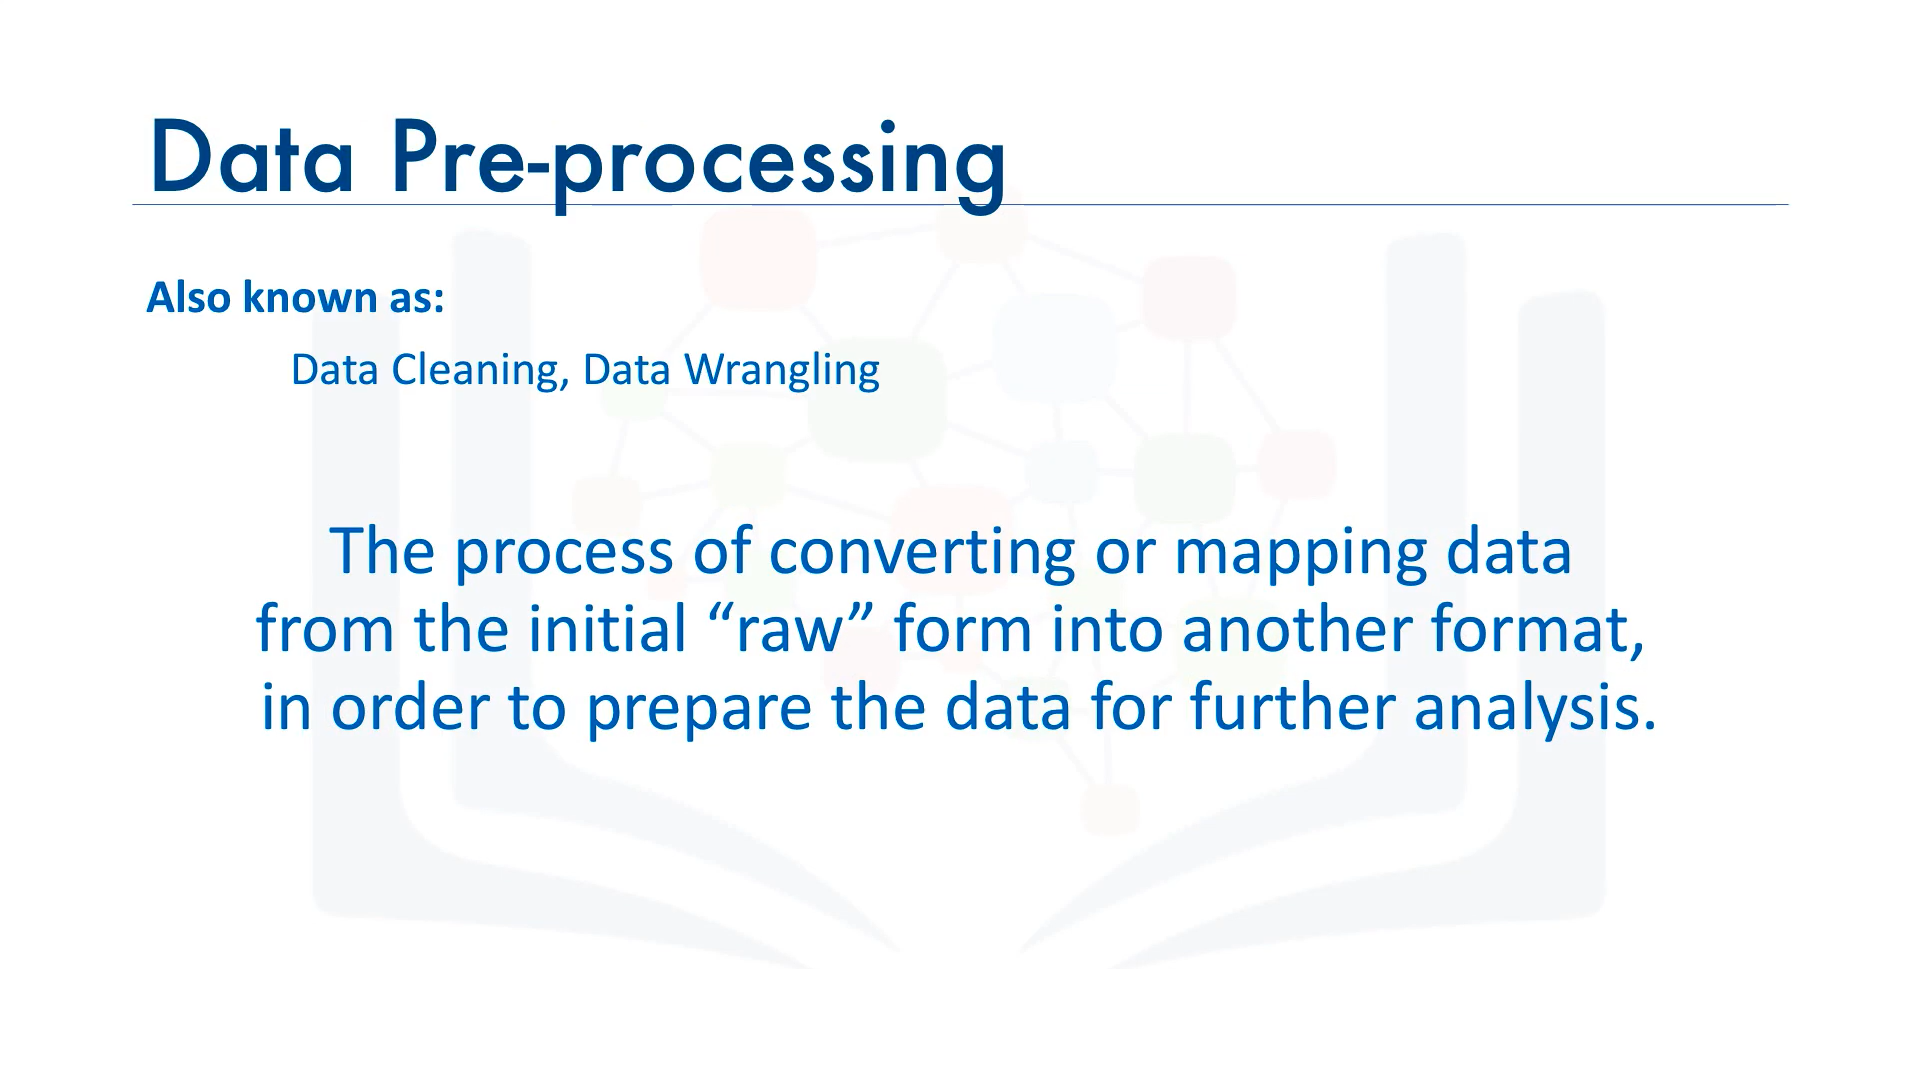 Data Pre-processing
Also known as:
Data Cleaning, Data Wrangling
The process of converting or mapping data
from the initial “raw” form into another format,
in order to prepare the data for further analysis.